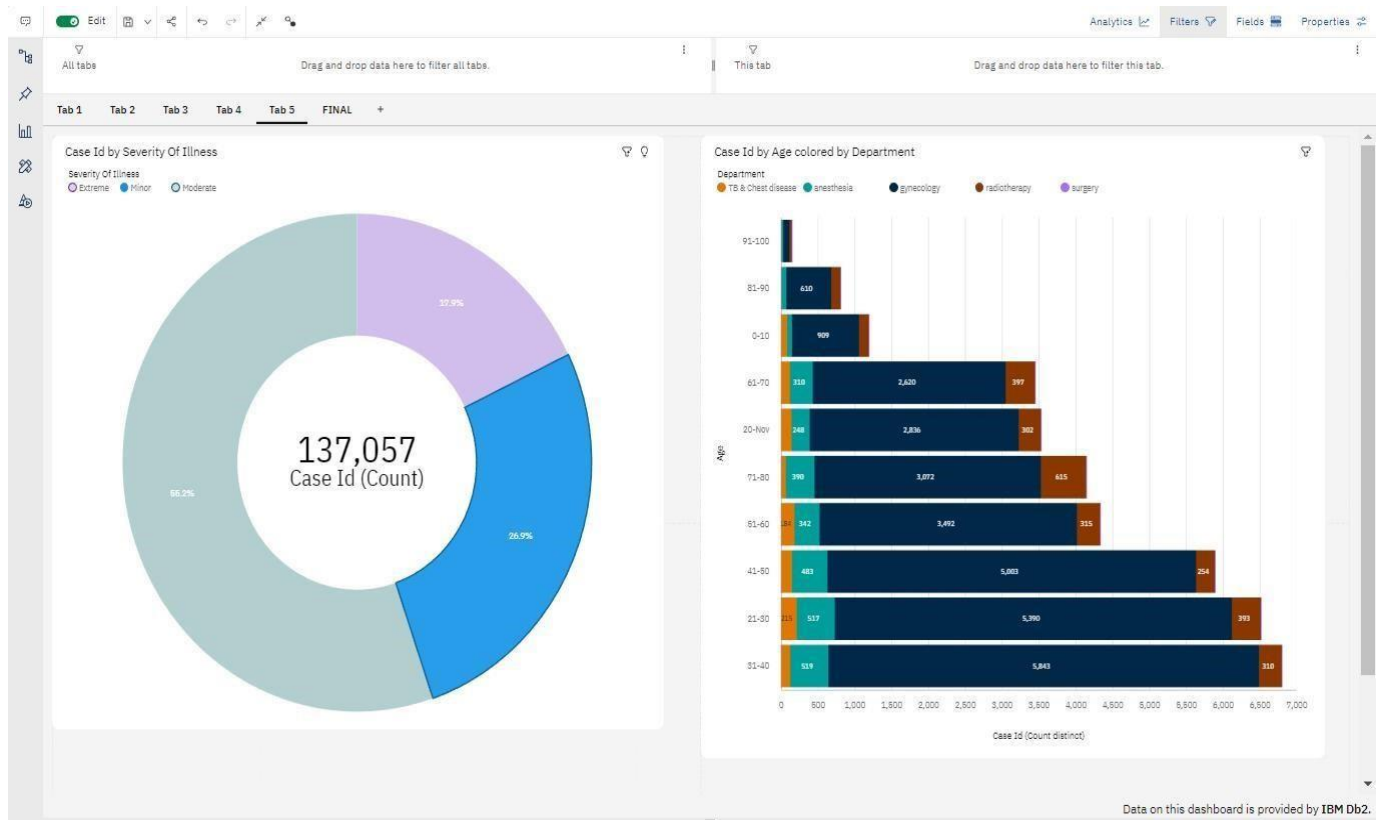 Edit
Analytics
Filters
Fields
Properties
All tabs
Drag and drop data here to filter all tabs.
This tab
Drag and drop data here to filter this tab.
Tab 1 Tab 2 Tab 3 Tab 4 Tab 5 FINAL +
Case Id by Severity Of Illness
Severity Of Illness
Extreme Minor Moderate
17.9%
55.2%
26.9%
137,057
Case Id (Count)
Case Id by Age colored by Department
Department
TB & Chest disease anesthesia gynecology radiotherapy surgery
Age
91-100
81-90 610
0-10 909
61-70 310 2,620 397
20-Nov 248 2,836 302
71-80 390 3,072 615
51-60 184 342 3,492 315
41-50 483 5,003 254
21-30 215 517 5,390 393
31-40 519 5,843 310
0 500 1,000 1,500 2,000 2,500 3,000 3,500 4,000 4,500 5,000 5,500 6,000 6,500 7,000
Case Id (Count distinct)
Data on this dashboard is provided by IBM Db2.